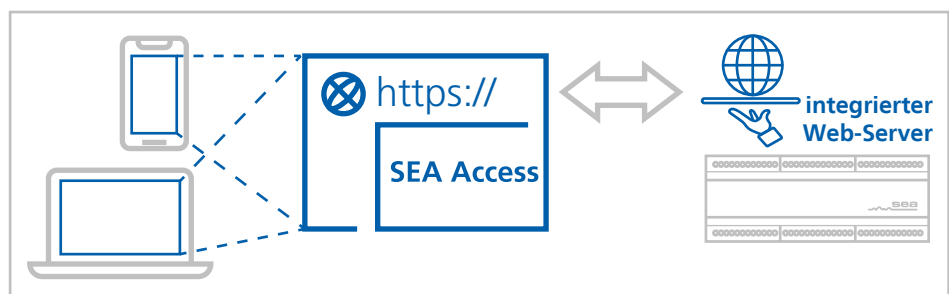 https://
SEA Access
integrierter
Web-Server
sea